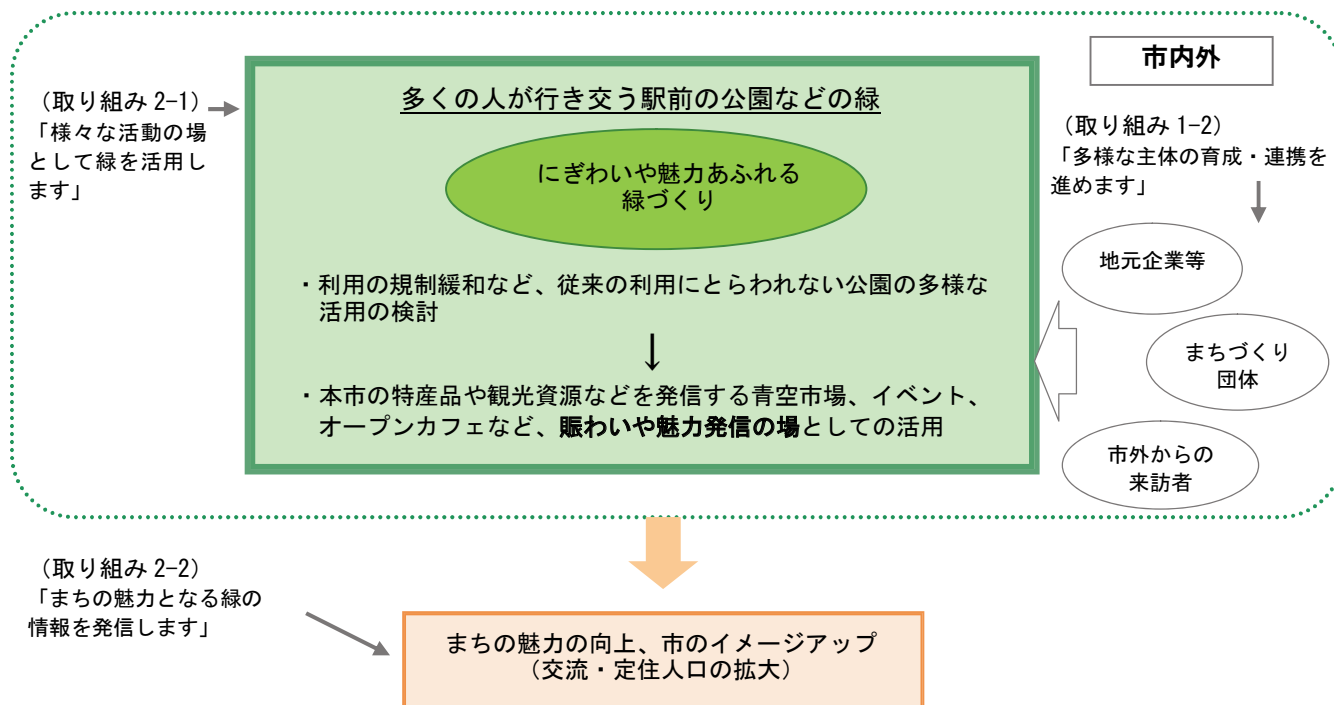 市内外
(取り組み 2-1)
「様々な活動の場
として緑を活用し
ます」
多くの人が行き交う駅前の公園などの緑
にぎわいや魅力あふれる
緑づくり
・利用の規制緩和など、従来の利用にとらわれない公園の多様な
活用の検討
↓
・本市の特産品や観光資源などを発信する青空市場、イベント、
オープンカフェなど、賑わいや魅力発信の場としての活用
(取り組み 1-2)
「多様な主体の育成・連携を
進めます」
地元企業等
まちづくり
団体
市外からの
来訪者
(取り組み 2-2)
「まちの魅力となる緑の
情報を発信します」
まちの魅力の向上、市のイメージアップ
(交流・定住人口の拡大)